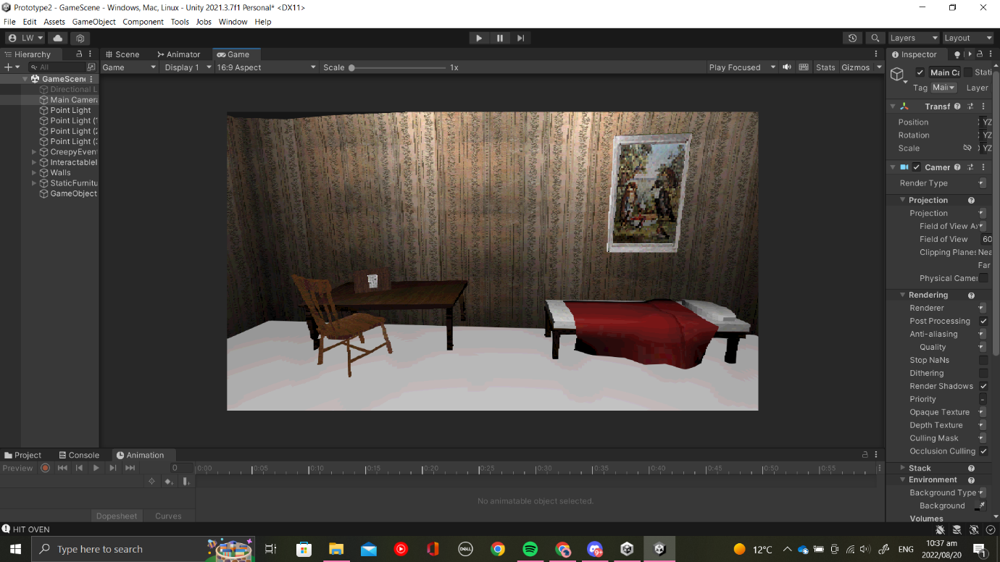 Prototype2 - GameScene - Windows, Mac, Linux - Unity 2021.3.7f1 Personal* <DX11>
File Edit Assets GameObject Component Tools Jobs Window Help
LW
Layers Layout
Hierarchy
Scene Animator Game
Inspector
All
Game Display 1 16:9 Aspect Scale 1x Play Focused Stats Gizmos
GameScene
Directional L
Main Camera
Point Light
Point Light (
Point Light (2
Point Light (3
CreepyEven
InteractableI
Walls
StaticFurnitu
GameObject
Main Ca Stati
Tag Main Layer
Transf
Position YZ
Rotation YZ
Scale YZ
Camer
Render Type
Projection
Projection
Field of View Ax
Field of View 60
Clipping Planes Nea
Far
Physical Camer
Rendering
Renderer
Post Processing
Anti-aliasing
Quality
Stop NaNs
Dithering
Render Shadows
Priority -
Opaque Texture
Depth Texture
Culling Mask
Occlusion Culling
Stack
Environment
Background Type
Background
Volumes
Project Console Animation
Preview 0 0:00 0:05 0:10 0:15 0:20 0:25 0:30 0:35 0:40 0:45 0:50 0:55
No animatable object selected.
Dopesheet Curves
HIT OVEN
Type here to search
DELL
9+
12°C
ENG
10:37 am
2022/08/20
1